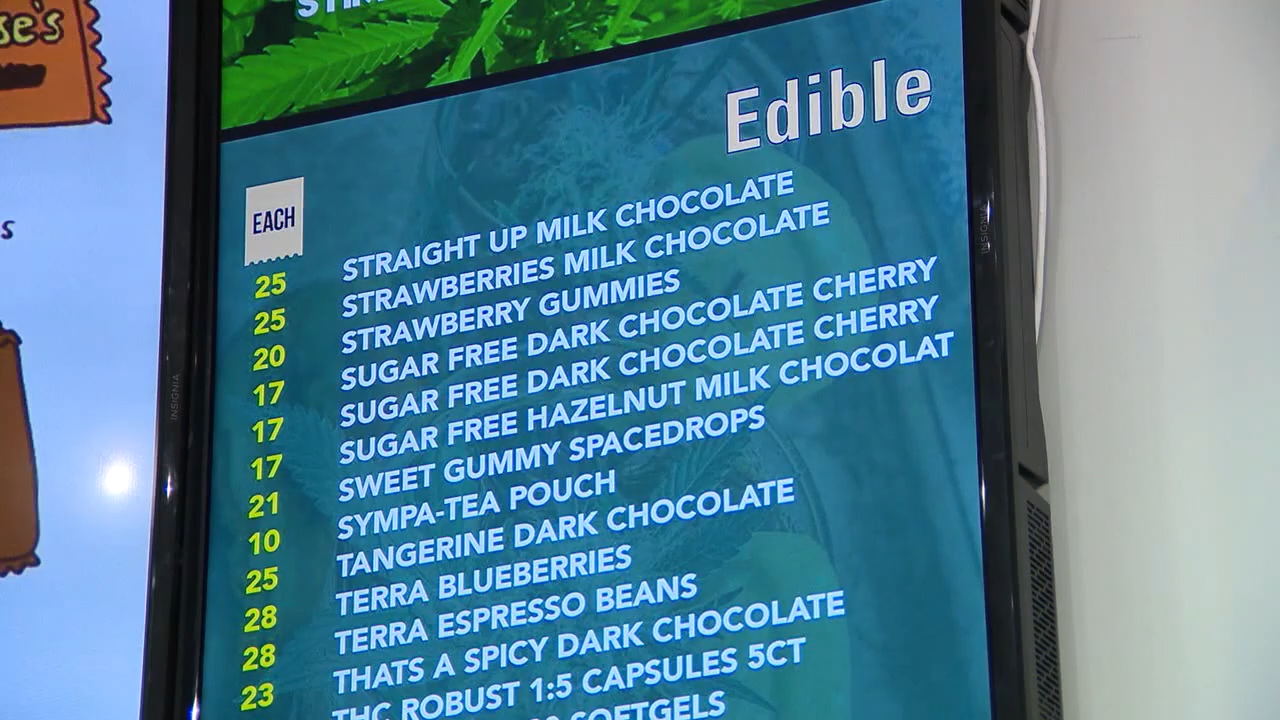 Edible
EACH
25 STRAIGHT UP MILK CHOCOLATE
25 STRAWBERRIES MILK CHOCOLATE
20 STRAWBERRY GUMMIES
17 SUGAR FREE DARK CHOCOLATE CHERRY
17 SUGAR FREE DARK CHOCOLATE CHERRY
17 SUGAR FREE HAZELNUT MILK CHOCOLAT
21 SWEET GUMMY SPACEDROPS
10 SYMPA-TEA POUCH
25 TANGERINE DARK CHOCOLATE
28 TERRA BLUEBERRIES
28 TERRA ESPRESSO BEANS
23 THATS A SPICY DARK CHOCOLATE
THC ROBUST 1:5 CAPSULES 5CT
SOFTGELS
INSIGNIA
INSIGNIA